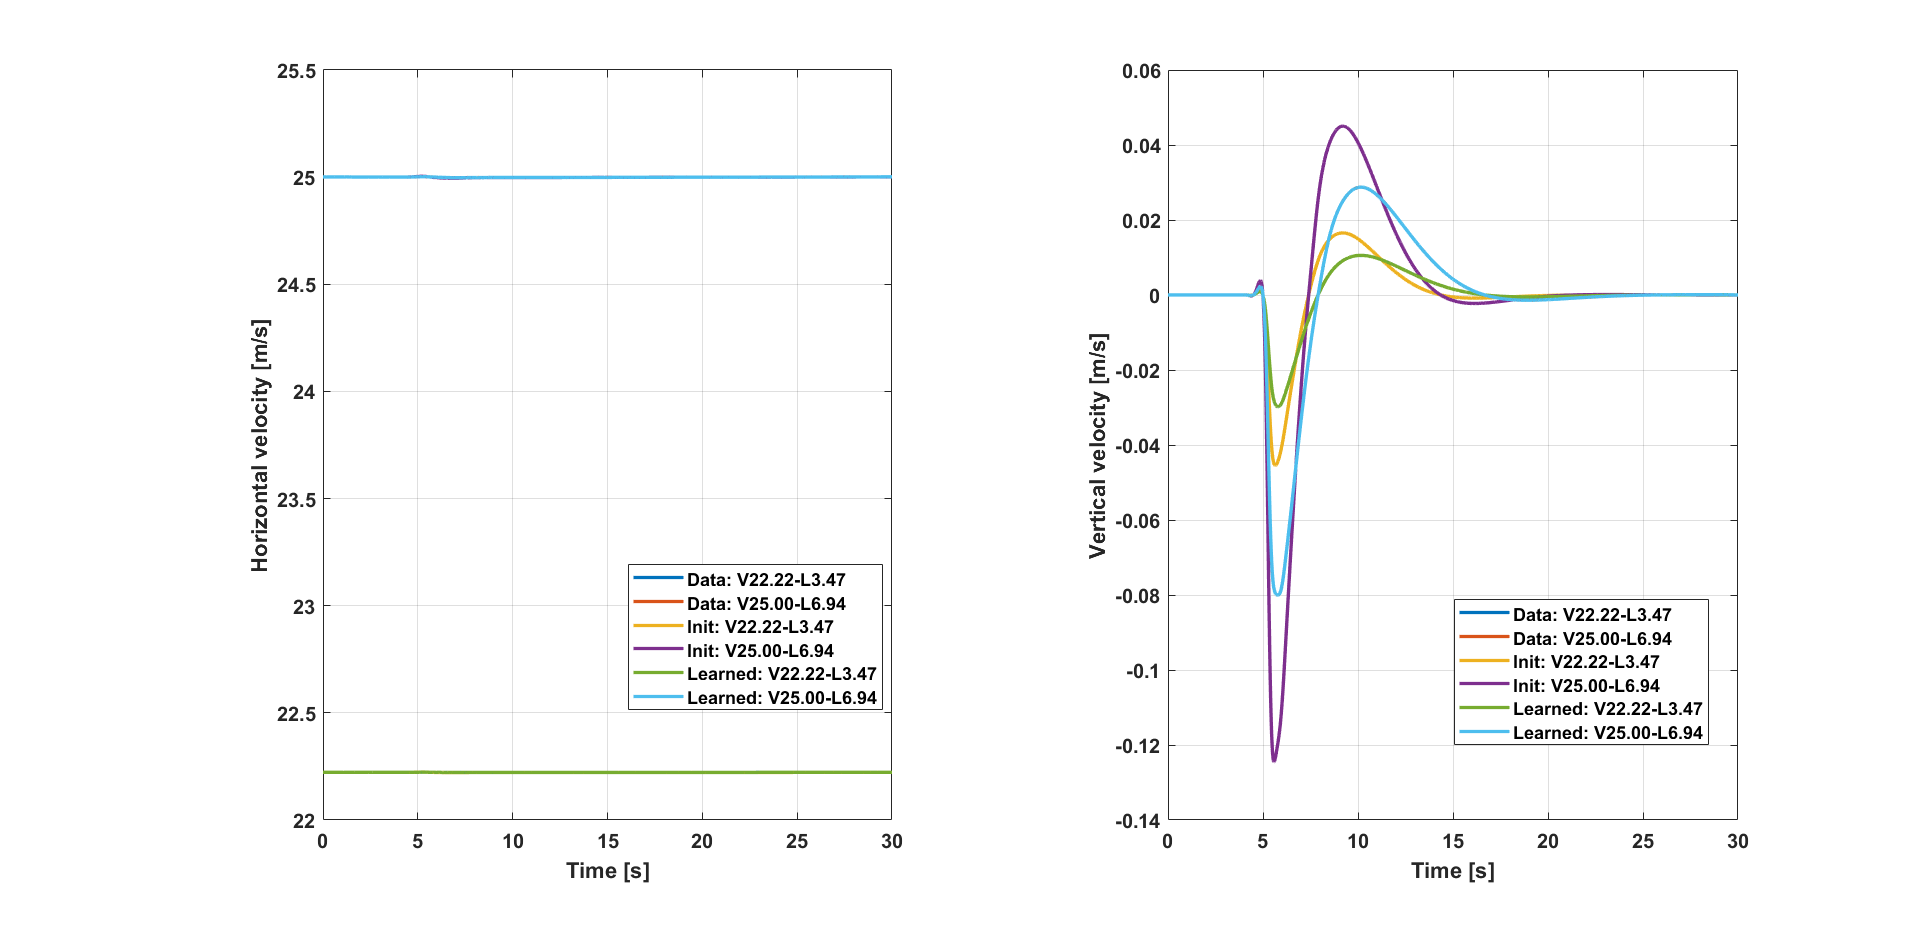 25.5
25
24.5
24
23.5
23
22.5
22
0
5
10
15
20
25
30
Horizontal velocity [m/s]
Time [s]
Data: V22.22-L3.47
Data: V25.00-L6.94
Init: V22.22-L3.47
Init: V25.00-L6.94
Learned: V22.22-L3.47
Learned: V25.00-L6.94
0.06
0.04
0.02
0
-0.02
-0.04
-0.06
-0.08
-0.1
-0.12
-0.14
0
5
10
15
20
25
30
Vertical velocity [m/s]
Time [s]
Data: V22.22-L3.47
Data: V25.00-L6.94
Init: V22.22-L3.47
Init: V25.00-L6.94
Learned: V22.22-L3.47
Learned: V25.00-L6.94